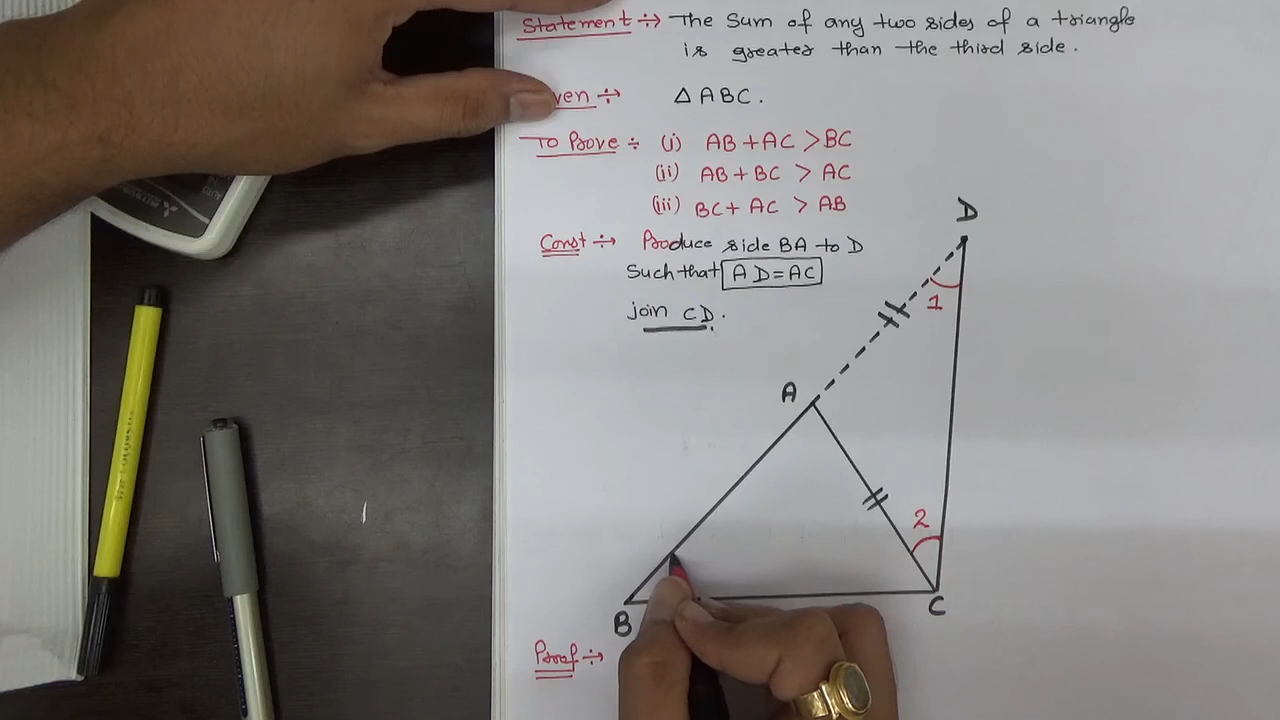 Statement ÷> The sum of any two sides of a triangle
is greater than the third side.
ven ÷> △ ABC.
To Prove ÷ (i) AB + AC > BC
(ii) AB + BC > AC
(iii) BC + AC > AB
Const ÷> Produce side BA to D
Such that AD = AC
join CD.
D
1
A
2
B
C
Proof ÷>